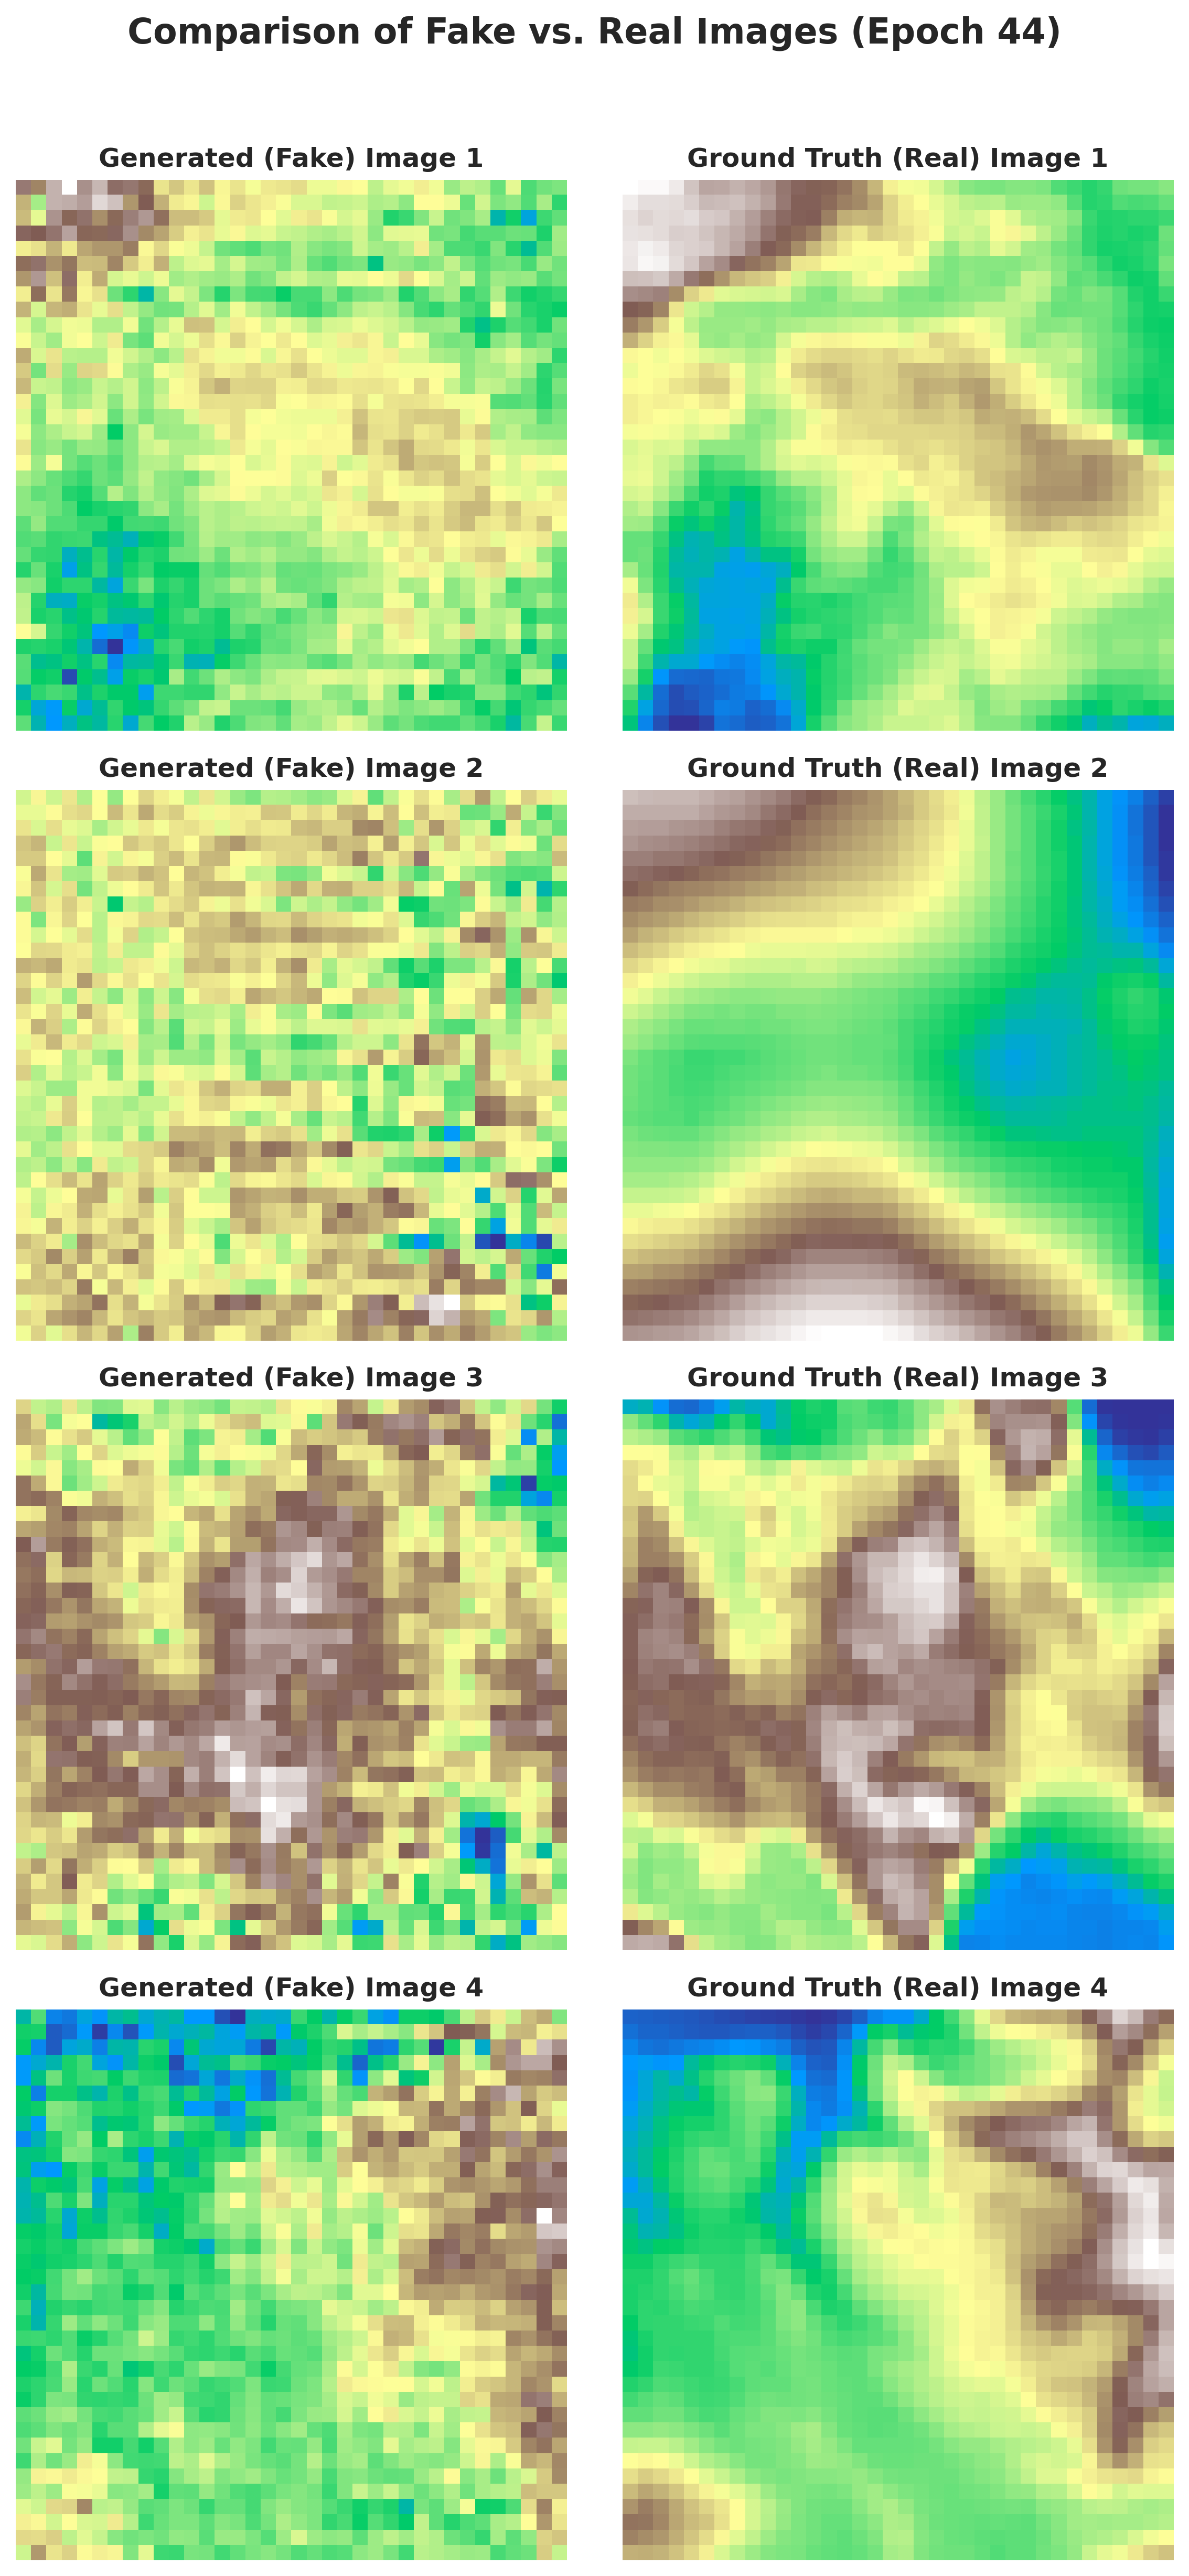 Comparison of Fake vs. Real Images (Epoch 44)
Generated (Fake) Image 1
Ground Truth (Real) Image 1
Generated (Fake) Image 2
Ground Truth (Real) Image 2
Generated (Fake) Image 3
Ground Truth (Real) Image 3
Generated (Fake) Image 4
Ground Truth (Real) Image 4